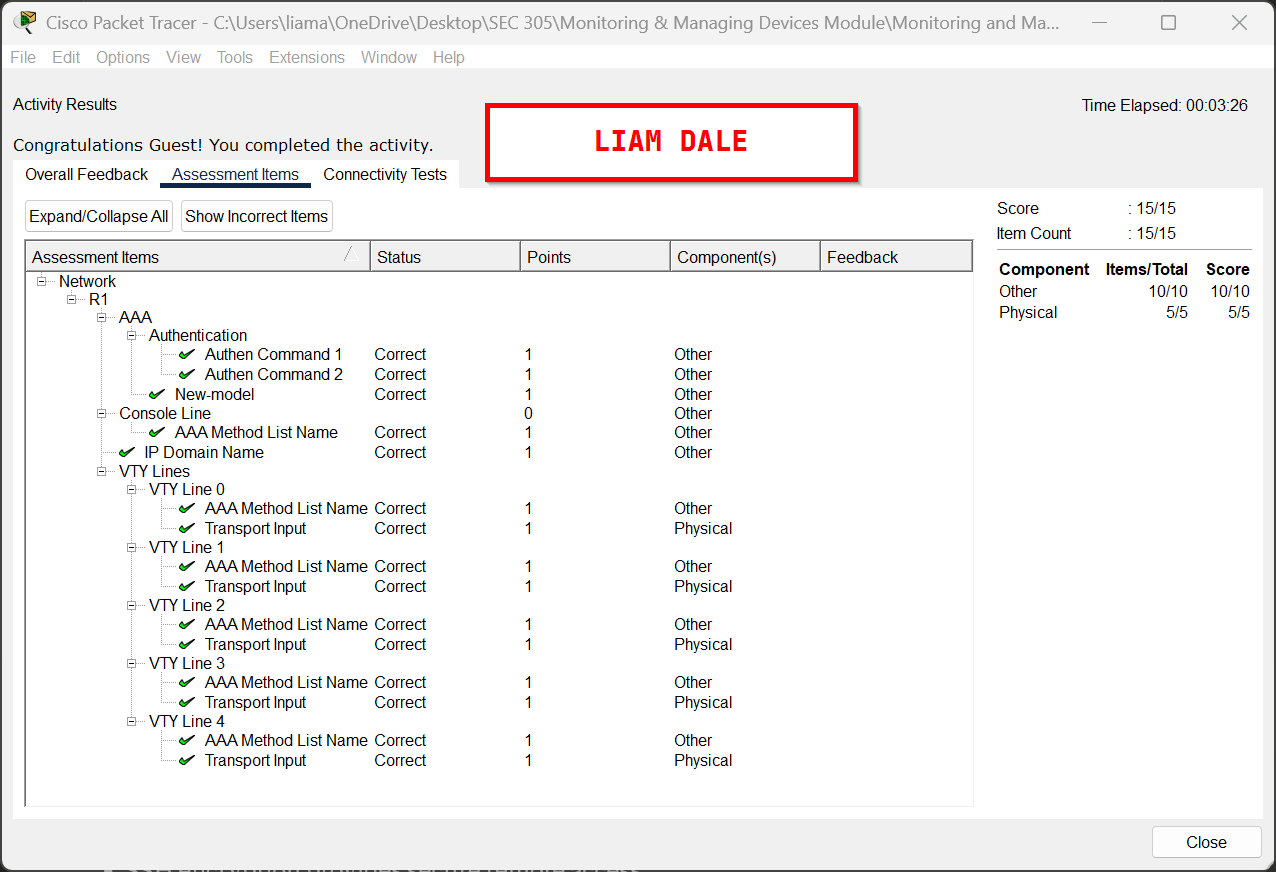 Cisco Packet Tracer - C:\Users\liama\OneDrive\Desktop\SEC 305\Monitoring & Managing Devices Module\Monitoring and Ma...
File Edit Options View Tools Extensions Window Help
Activity Results
Time Elapsed: 00:03:26
LIAM DALE
Congratulations Guest! You completed the activity.
Overall Feedback Assessment Items Connectivity Tests
Expand/Collapse All Show Incorrect Items
Assessment Items Status Points Component(s) Feedback
Network
R1
AAA
Authentication
Authen Command 1 Correct 1 Other
Authen Command 2 Correct 1 Other
New-model Correct 1 Other
Console Line 0 Other
AAA Method List Name Correct 1 Other
IP Domain Name Correct 1 Other
VTY Lines
VTY Line 0
AAA Method List Name Correct 1 Other
Transport Input Correct 1 Physical
VTY Line 1
AAA Method List Name Correct 1 Other
Transport Input Correct 1 Physical
VTY Line 2
AAA Method List Name Correct 1 Other
Transport Input Correct 1 Physical
VTY Line 3
AAA Method List Name Correct 1 Other
Transport Input Correct 1 Physical
VTY Line 4
AAA Method List Name Correct 1 Other
Transport Input Correct 1 Physical
Score : 15/15
Item Count : 15/15
Component Items/Total Score
Other 10/10 10/10
Physical 5/5 5/5
Close